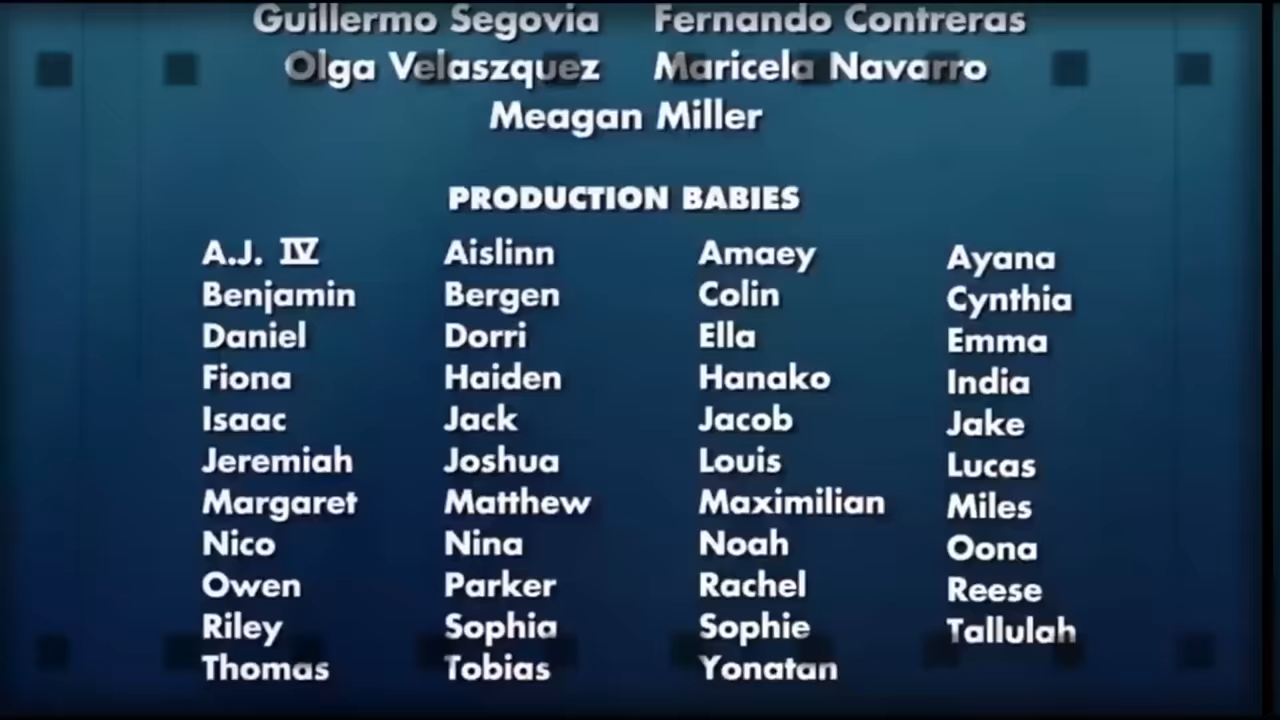 Guillermo Segovia Fernando Contreras
Olga Velaszquez Maricela Navarro
Meagan Miller
PRODUCTION BABIES
A.J. IV Aislinn Amaey Ayana
Benjamin Bergen Colin Cynthia
Daniel Dorri Ella Emma
Fiona Haiden Hanako India
Isaac Jack Jacob Jake
Jeremiah Joshua Louis Lucas
Margaret Matthew Maximilian Miles
Nico Nina Noah Oona
Owen Parker Rachel Reese
Riley Sophia Sophie Tallulah
Thomas Tobias Yonatan